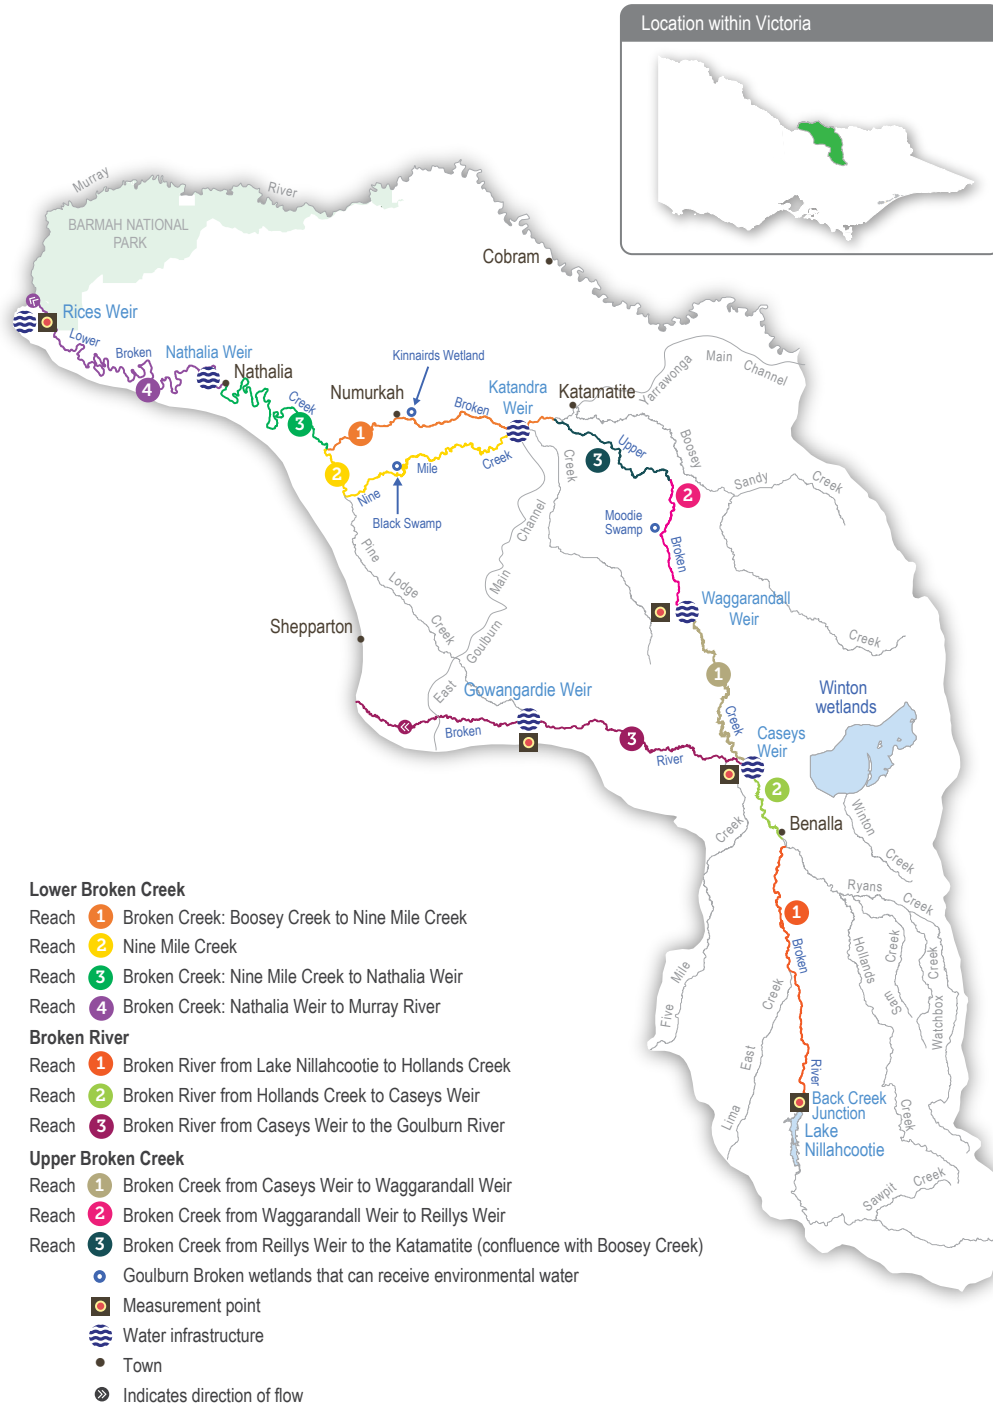 Location within Victoria
Murray
River
BARMAH NATIONAL
PARK
Cobram
Rices Weir
Lower
Broken
4
Nathalia Weir
Nathalia
Creek
3
Kinnairds Wetland
Numurkah
1
Broken
Katandra
Weir
Katamatite
Yarrawonga
Main
Channel
2
Nine
Mile
Creek
Black Swamp
Creek
3
Upper
Boosey
Sandy
Creek
2
Moodie
Swamp
Broken
Pine
Lodge
Creek
Channel
Main
Goulburn
East
Waggarandall
Weir
Creek
Shepparton
1
Creek
Gowangardie Weir
Broken
3
River
Winton
wetlands
Caseys
Weir
2
Benalla
Creek
Winton
Creek
Ryans
Creek
1
Broken
Hollands
Creek
Sam
Creek
Watchbox
Mile
Five
Creek
East
Lima
River
Back Creek
Junction
Lake
Nillahcootie
Creek
Sawpit
Creek
Lower Broken Creek
Reach 1 Broken Creek: Boosey Creek to Nine Mile Creek
Reach 2 Nine Mile Creek
Reach 3 Broken Creek: Nine Mile Creek to Nathalia Weir
Reach 4 Broken Creek: Nathalia Weir to Murray River
Broken River
Reach 1 Broken River from Lake Nillahcootie to Hollands Creek
Reach 2 Broken River from Hollands Creek to Caseys Weir
Reach 3 Broken River from Caseys Weir to the Goulburn River
Upper Broken Creek
Reach 1 Broken Creek from Caseys Weir to Waggarandall Weir
Reach 2 Broken Creek from Waggarandall Weir to Reillys Weir
Reach 3 Broken Creek from Reillys Weir to the Katamatite (confluence with Boosey Creek)
Goulburn Broken wetlands that can receive environmental water
Measurement point
Water infrastructure
Town
Indicates direction of flow